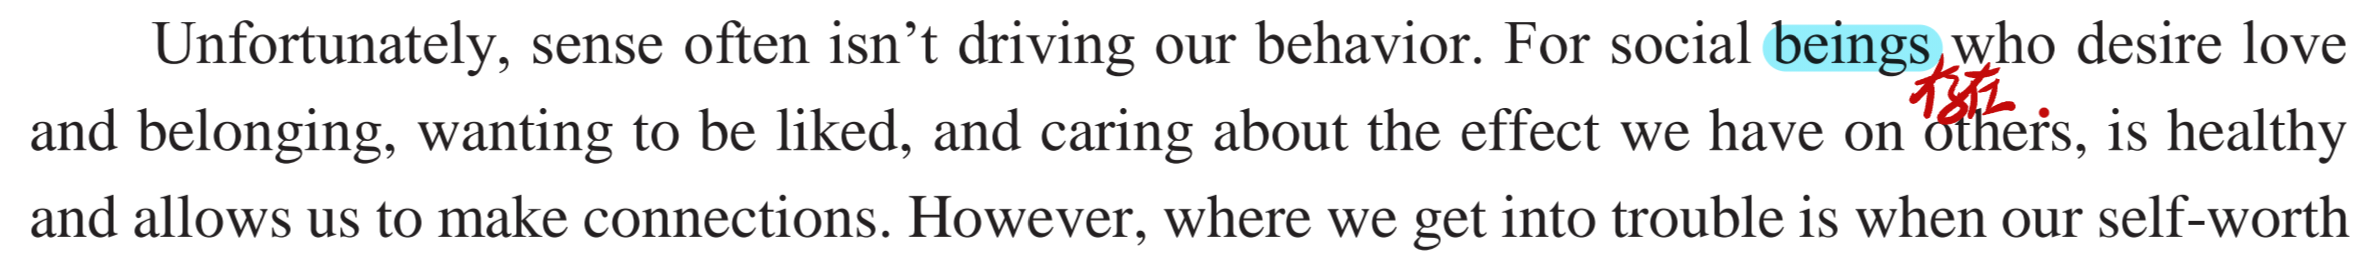 Unfortunately, sense often isn’t driving our behavior. For social beings who desire love
存在
and belonging, wanting to be liked, and caring about the effect we have on others, is healthy
and allows us to make connections. However, where we get into trouble is when our self-worth